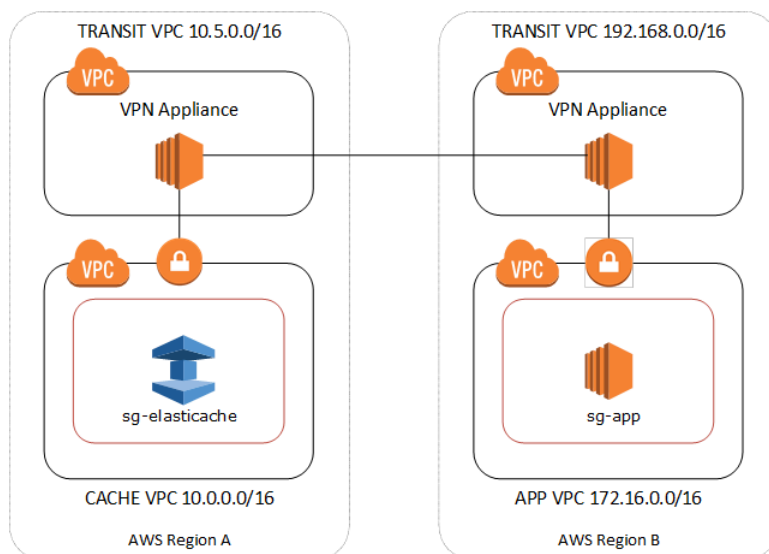 TRANSIT VPC 10.5.0.0/16
VPC
VPN Appliance
VPC
sg-elasticache
CACHE VPC 10.0.0.0/16
AWS Region A
TRANSIT VPC 192.168.0.0/16
VPC
VPN Appliance
VPC
sg-app
APP VPC 172.16.0.0/16
AWS Region B